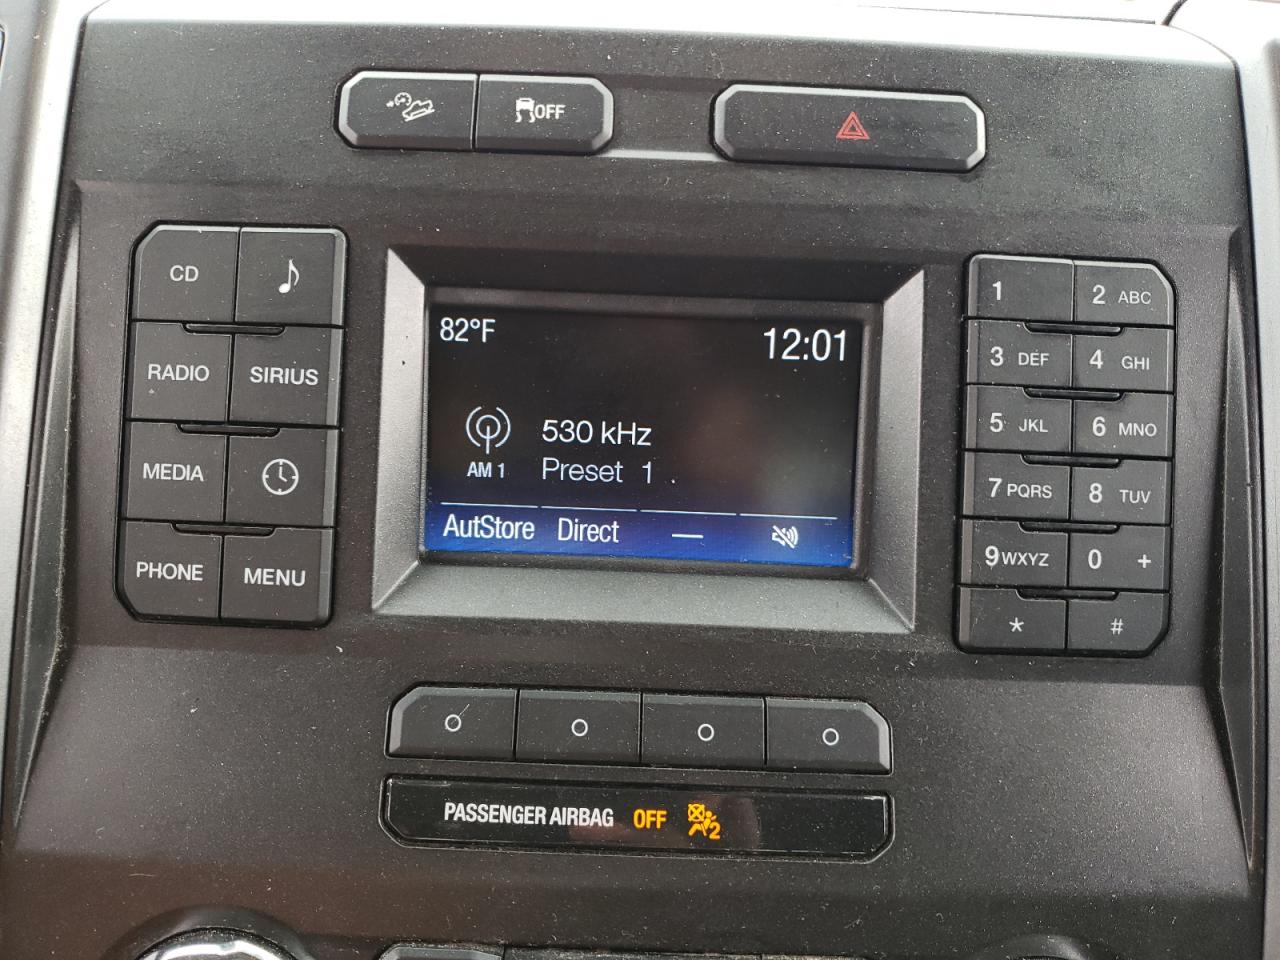 OFF
CD
RADIO
SIRIUS
MEDIA
PHONE
MENU
82°F
12:01
AM 1
530 kHz
Preset 1
AutStore Direct —
1
2 ABC
3 DEF
4 GHI
5 JKL
6 MNO
7 PQRS
8 TUV
9 WXYZ
0 +
*
#
PASSENGER AIRBAG OFF 2